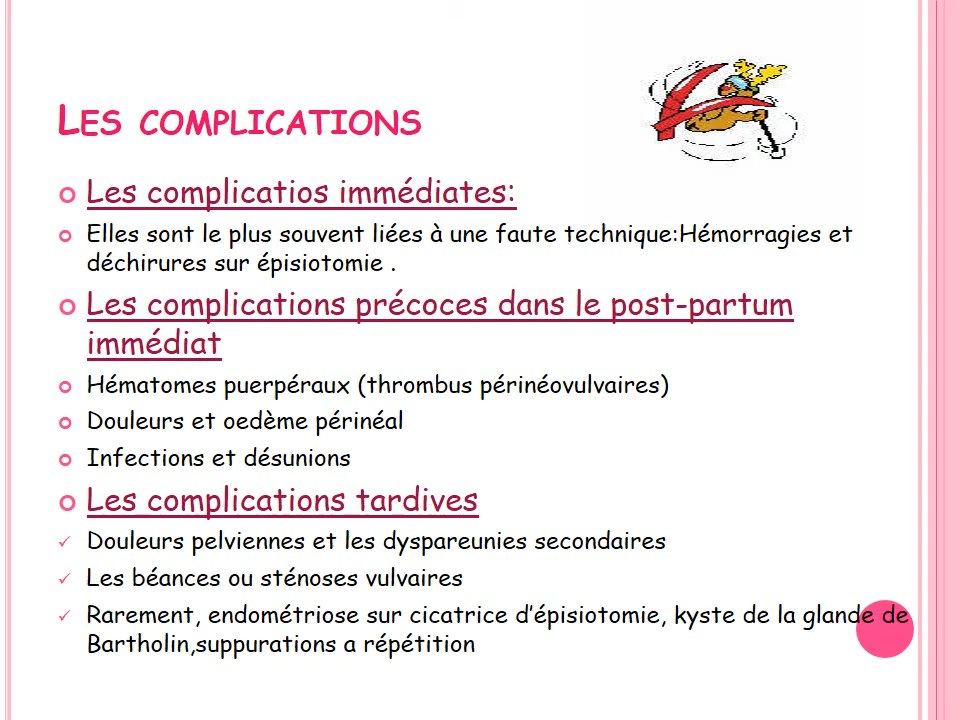 LES COMPLICATIONS
Les complicatios immédiates:
Elles sont le plus souvent liées à une faute technique:Hémorragies et
déchirures sur épisiotomie .
Les complications précoces dans le post-partum
immédiat
Hématomes puerpéraux (thrombus périnéovulvaires)
Douleurs et oedème périnéal
Infections et désunions
Les complications tardives
Douleurs pelviennes et les dyspareunies secondaires
Les béances ou sténoses vulvaires
Rarement, endométriose sur cicatrice d'épisiotomie, kyste de la glande de
Bartholin,suppurations a répétition